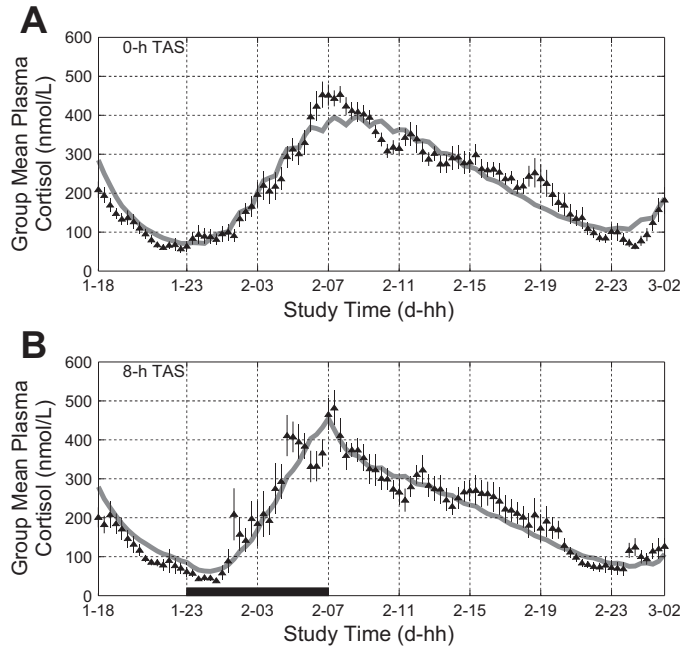 A
0-h TAS
600
500
400
300
200
100
0
Group Mean Plasma
Cortisol (nmol/L)
1-18 1-23 2-03 2-07 2-11 2-15 2-19 2-23 3-02
Study Time (d-hh)
B
8-h TAS
600
500
400
300
200
100
0
Group Mean Plasma
Cortisol (nmol/L)
1-18 1-23 2-03 2-07 2-11 2-15 2-19 2-23 3-02
Study Time (d-hh)